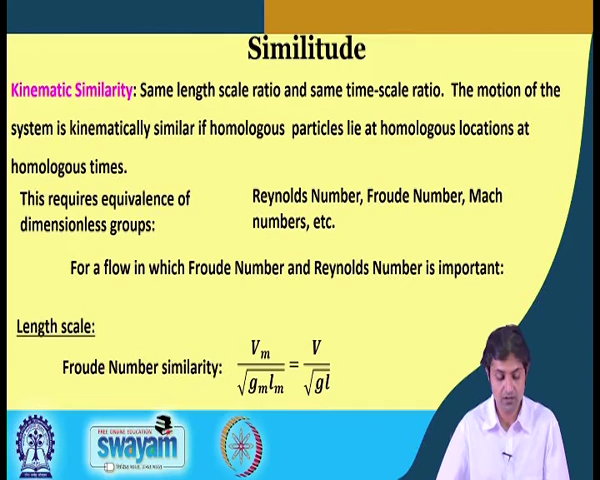 Similitude
Kinematic Similarity: Same length scale ratio and same time-scale ratio. The motion of the
system is kinematically similar if homologous particles lie at homologous locations at
homologous times.
This requires equivalence of
dimensionless groups:
Reynolds Number, Froude Number, Mach
numbers, etc.
For a flow in which Froude Number and Reynolds Number is important:
Length scale:
Froude Number similarity: V_m / √(g_m l_m) = V / √(gl)
FREE ONLINE EDUCATION
swayam